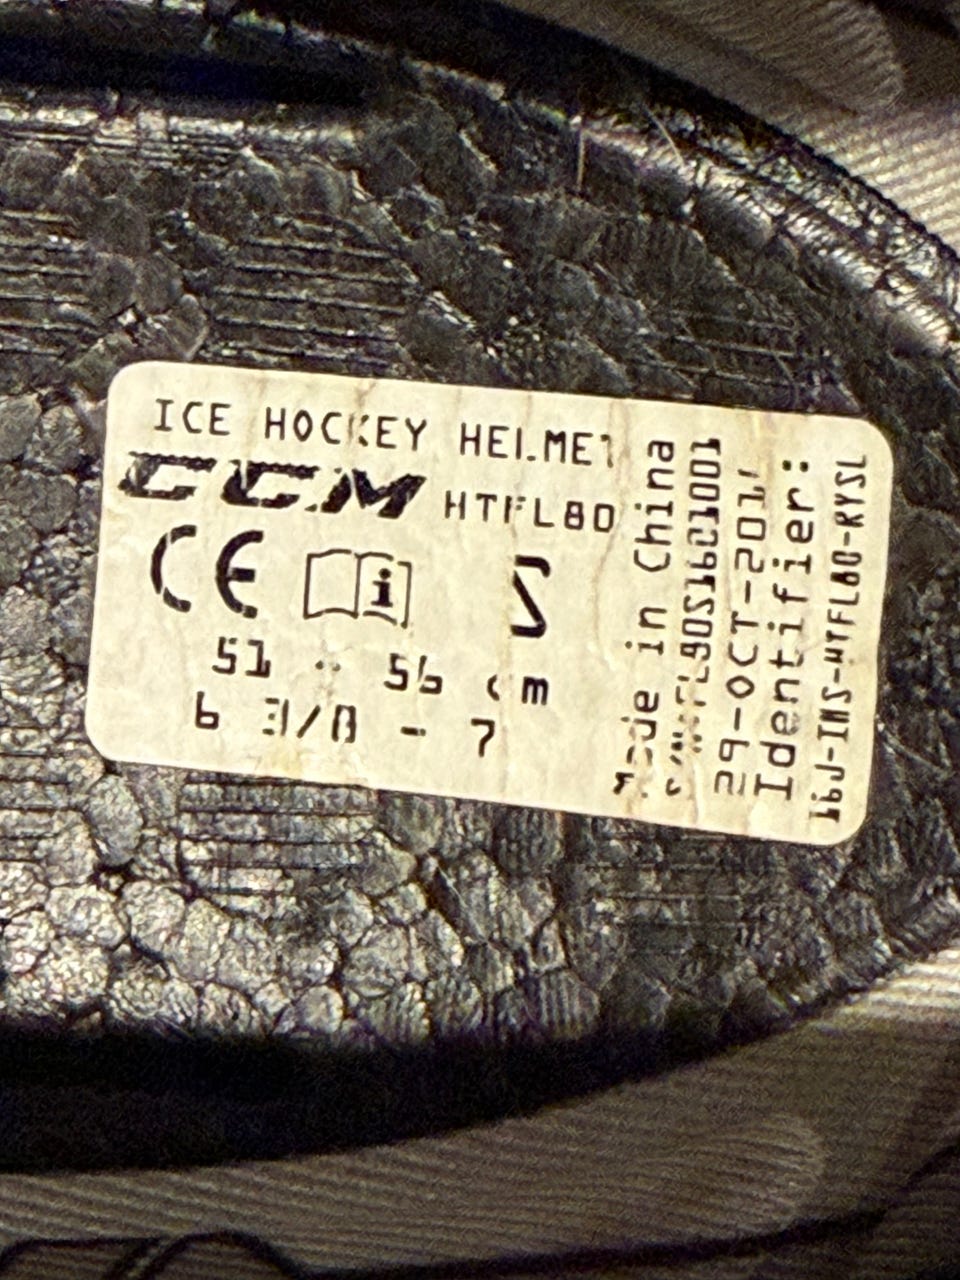 ICE HOCKEY HELMET
CCM HTFL80
CE i S
51 - 56 cm
6 3/8 - 7
Made in China
29-OCT-201
Identifier: